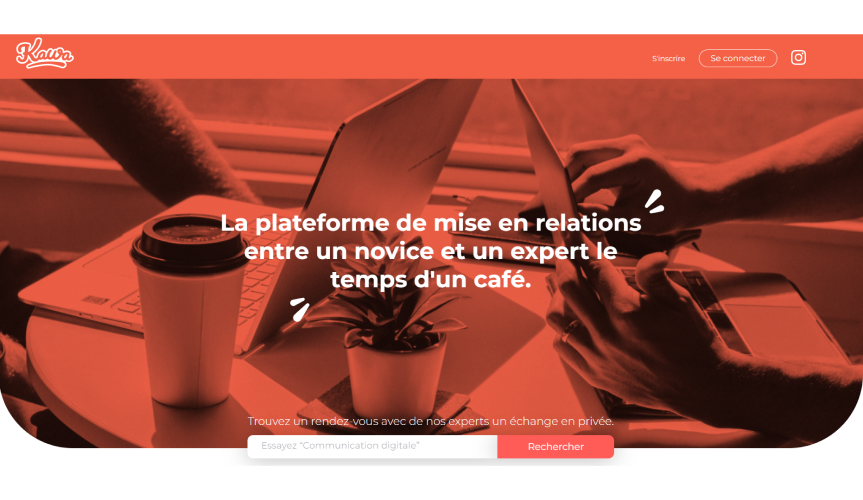 Kawa
S'inscrire
Se connecter
La plateforme de mise en relations
entre un novice et un expert le
temps d'un café.
Trouvez un rendez-vous avec de nos experts un échange en privée.
Essayez "Communication digitale"
Rechercher